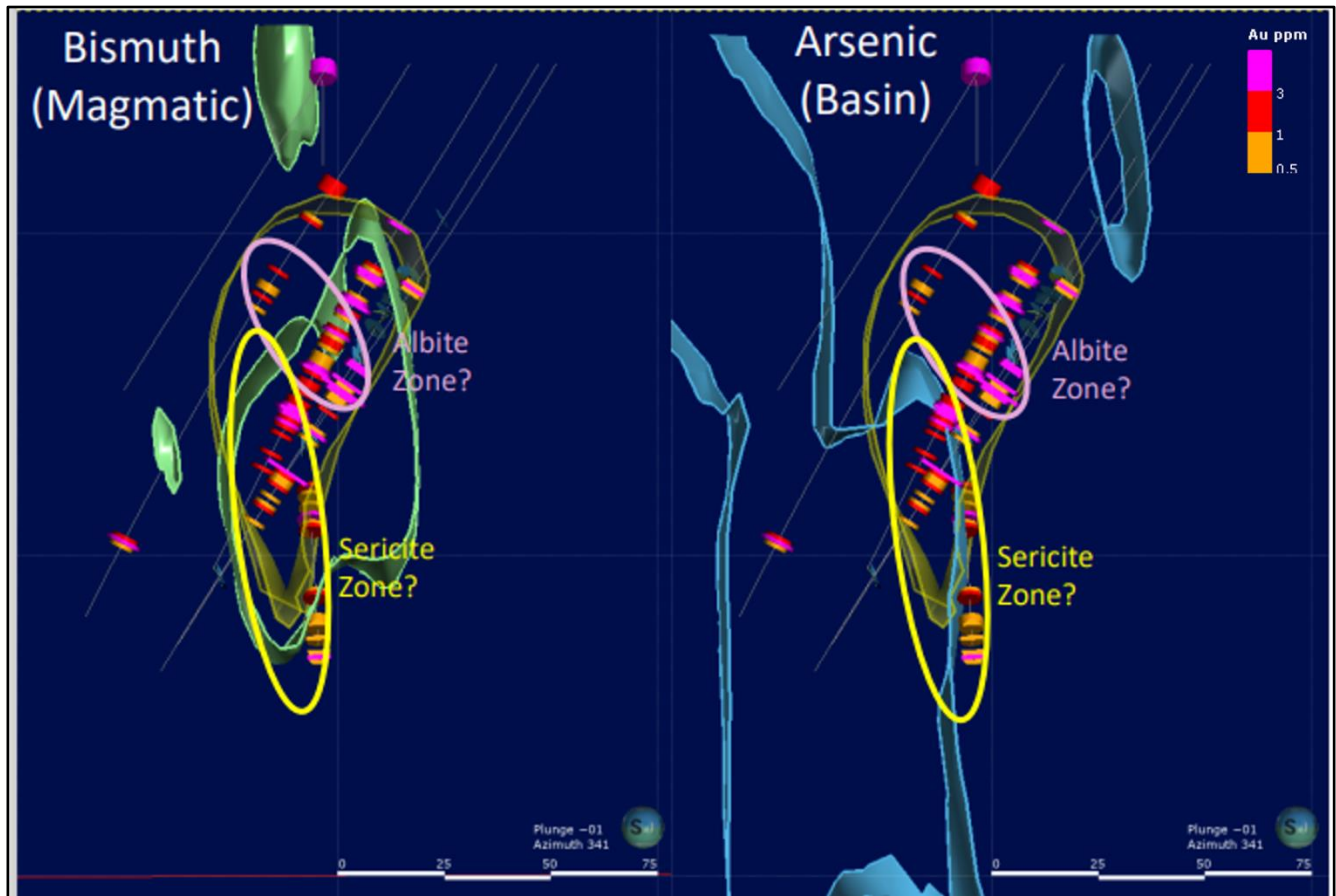 Bismuth
(Magmatic)
Albite
Zone?
Sericite
Zone?
Plunge −01
Azimuth 341
0 25 50 75
Arsenic
(Basin)
Au ppm
3
1
0.5
Albite
Zone?
Sericite
Zone?
Plunge −01
Azimuth 341
0 25 50 75